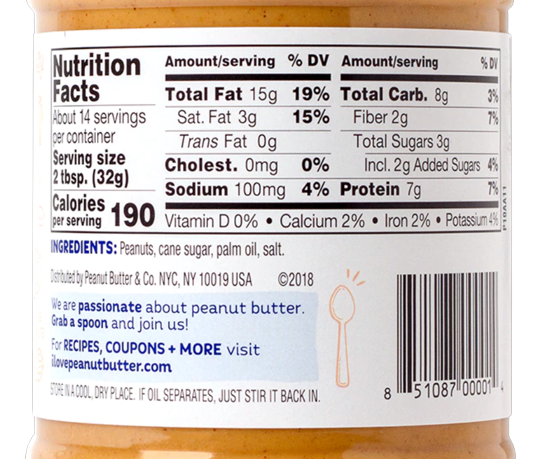 Nutrition
Facts
About 14 servings
per container
Serving size
2 tbsp. (32g)
Calories
per serving 190
Amount/serving % DV
Total Fat 15g 19%
Sat. Fat 3g 15%
Trans Fat 0g
Cholest. 0mg 0%
Sodium 100mg 4%
Amount/serving % DV
Total Carb. 8g 3%
Fiber 2g 7%
Total Sugars 3g
Incl. 2g Added Sugars 4%
Protein 7g 7%
Vitamin D 0% • Calcium 2% • Iron 2% • Potassium 4%
P10AA11
INGREDIENTS: Peanuts, cane sugar, palm oil, salt.
Distributed by Peanut Butter & Co. NYC, NY 10019 USA ©2018
We are passionate about peanut butter.
Grab a spoon and join us!
For RECIPES, COUPONS + MORE visit
ilovepeanutbutter.com
STORE IN A COOL, DRY PLACE. IF OIL SEPARATES, JUST STIR IT BACK IN.
8 51087 00001 4